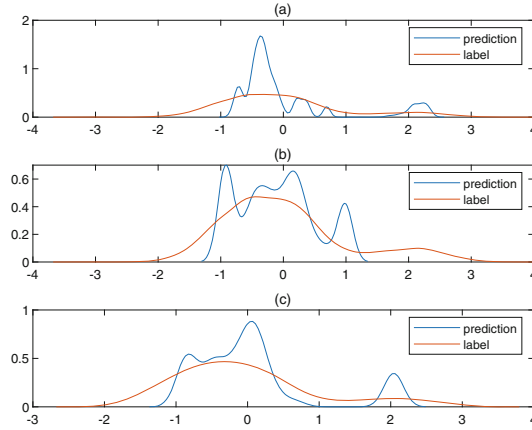 (a)
2
1
0
prediction
label
-4 -3 -2 -1 0 1 2 3 4
(b)
0.6
0.4
0.2
0
prediction
label
-4 -3 -2 -1 0 1 2 3 4
(c)
1
0.5
0
prediction
label
-3 -2 -1 0 1 2 3 4